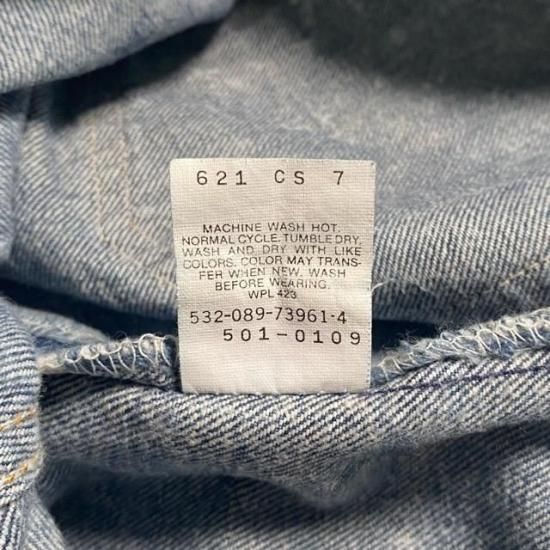 621 CS 7
MACHINE WASH HOT.
NORMAL CYCLE. TUMBLE DRY,
WASH AND DRY WITH LIKE
COLORS. COLOR MAY TRANS-
FER WHEN NEW. WASH
BEFORE WEARING.
WPL 423
532-089-73961-4
501-0109